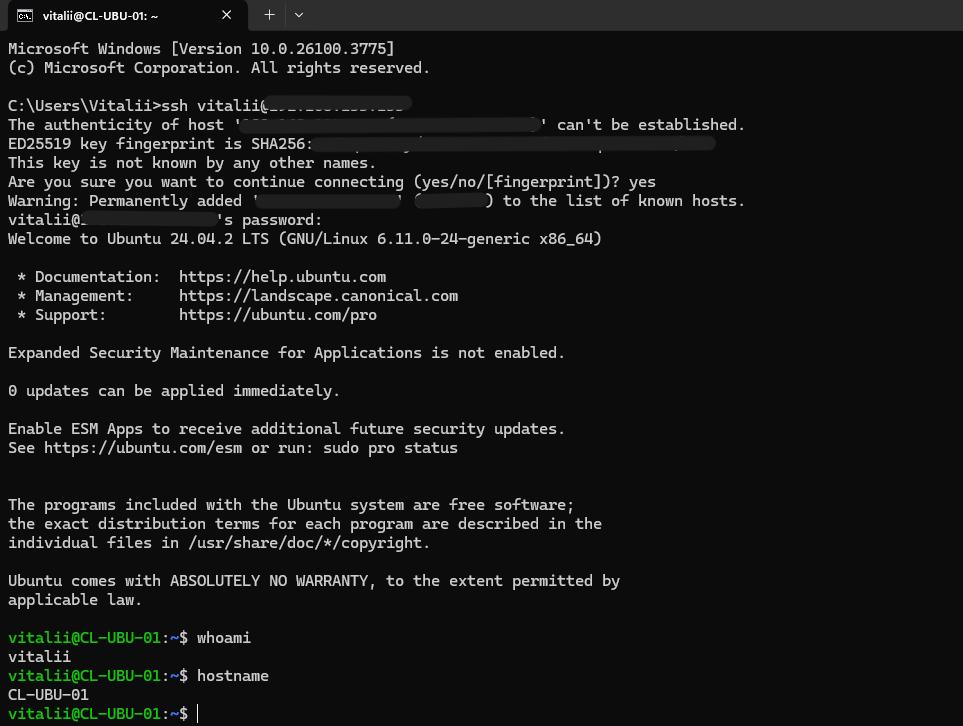 vitalii@CL-UBU-01: ~
Microsoft Windows [Version 10.0.26100.3775]
(c) Microsoft Corporation. All rights reserved.
C:\Users\Vitalii>ssh vitalii@
The authenticity of host '' can't be established.
ED25519 key fingerprint is SHA256:
This key is not known by any other names.
Are you sure you want to continue connecting (yes/no/[fingerprint])? yes
Warning: Permanently added '' () to the list of known hosts.
vitalii@'s password:
Welcome to Ubuntu 24.04.2 LTS (GNU/Linux 6.11.0-24-generic x86_64)
* Documentation:  https://help.ubuntu.com
* Management:     https://landscape.canonical.com
* Support:        https://ubuntu.com/pro
Expanded Security Maintenance for Applications is not enabled.
0 updates can be applied immediately.
Enable ESM Apps to receive additional future security updates.
See https://ubuntu.com/esm or run: sudo pro status
The programs included with the Ubuntu system are free software;
the exact distribution terms for each program are described in the
individual files in /usr/share/doc/*/copyright.
Ubuntu comes with ABSOLUTELY NO WARRANTY, to the extent permitted by
applicable law.
vitalii@CL-UBU-01:~$ whoami
vitalii
vitalii@CL-UBU-01:~$ hostname
CL-UBU-01
vitalii@CL-UBU-01:~$